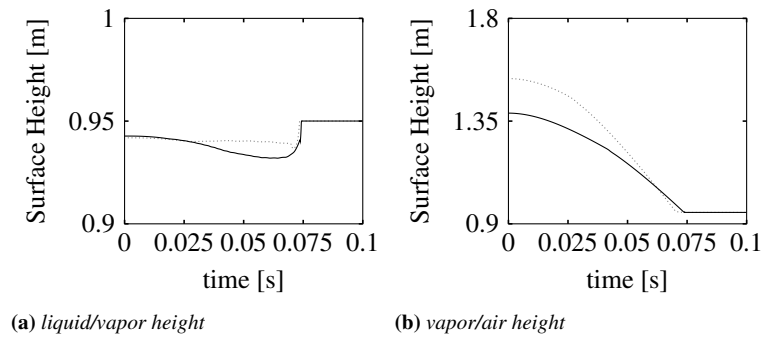 1
0.95
0.9
0 0.025 0.05 0.075 0.1
Surface Height [m]
time [s]
(a) liquid/vapor height
1.8
1.35
0.9
0 0.025 0.05 0.075 0.1
Surface Height [m]
time [s]
(b) vapor/air height